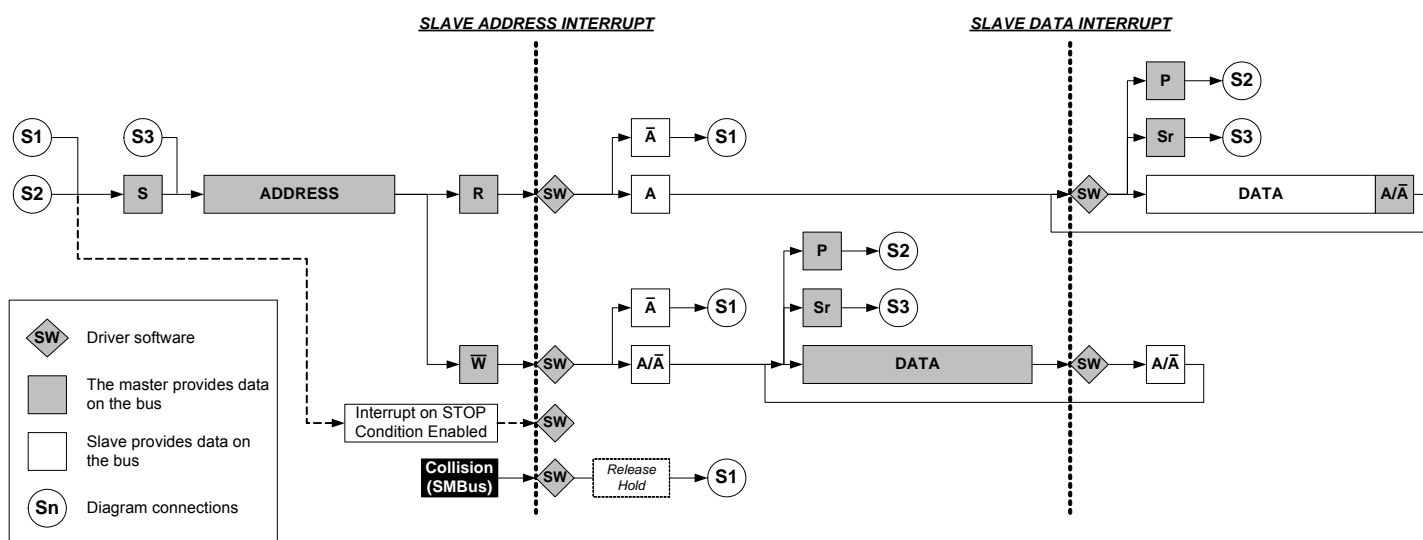 SLAVE ADDRESS INTERRUPT
SLAVE DATA INTERRUPT
P
S2
S1
S3
A̅
S1
Sr
S3
S2
S
ADDRESS
R
SW
A
SW
DATA
A/A̅
P
S2
A̅
S1
Sr
S3
W̅
SW
A/A̅
DATA
SW
A/A̅
Interrupt on STOP
Condition Enabled
SW
Collision
(SMBus)
SW
Release
Hold
S1
SW
Driver software
The master provides data
on the bus
Slave provides data on
the bus
Sn
Diagram connections